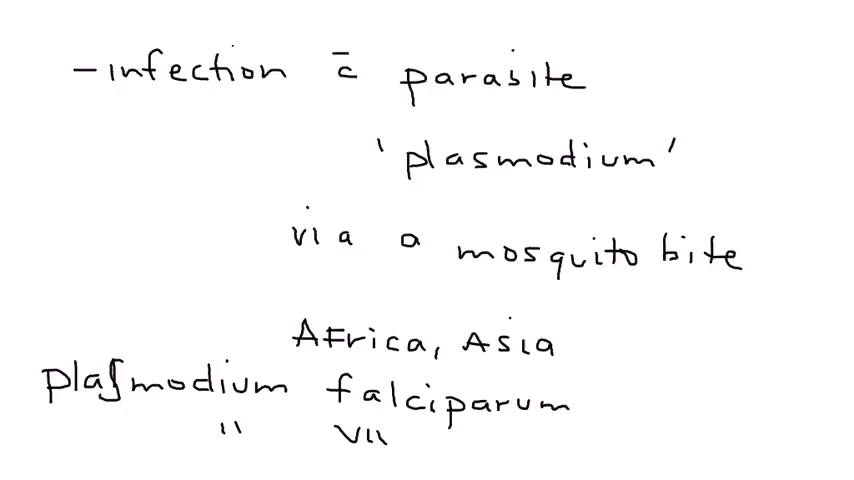 - infection c̄ parasite
'plasmodium'
via a mosquito bite
AFrica, ASia
plasmodium falciparum
"